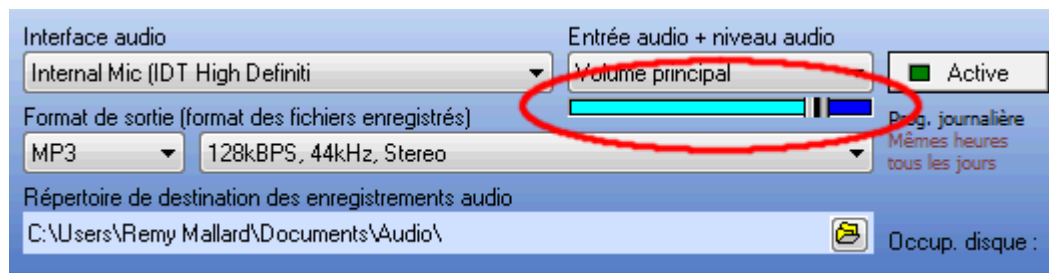 Interface audio
Entrée audio + niveau audio
Internal Mic (IDT High Definiti
Volume principal
Active
Format de sortie (format des fichiers enregistrés)
Prog. journalière
MP3
128kBPS, 44kHz, Stereo
Mêmes heures
tous les jours
Répertoire de destination des enregistrements audio
C:\Users\Remy Mallard\Documents\Audio\
Occup. disque :